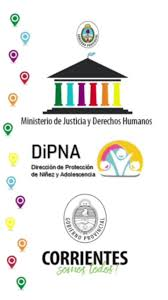 Ministerio de Justicia y Derechos Humanos
DiPNA
Dirección de Protección
de Niñez y Adolescencia
GOBIERNO PROVINCIAL
CORRIENTES
somos todos!